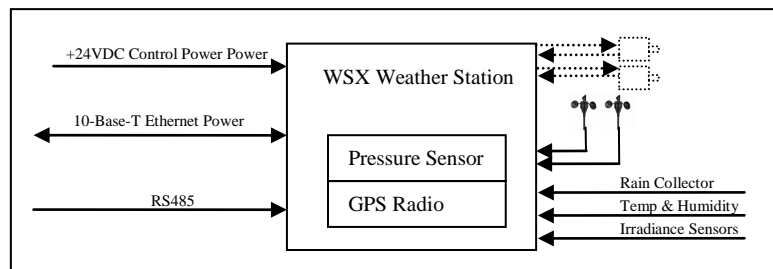 +24VDC Control Power Power
WSX Weather Station
10-Base-T Ethernet Power
Pressure Sensor
GPS Radio
RS485
Rain Collector
Temp & Humidity
Irradiance Sensors